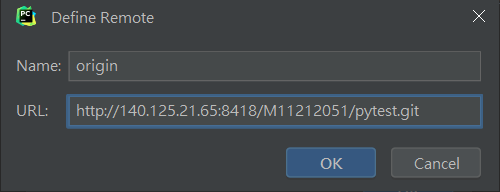 PC
Define Remote
Name: origin
URL: http://140.125.21.65:8418/M11212051/pytest.git
OK Cancel